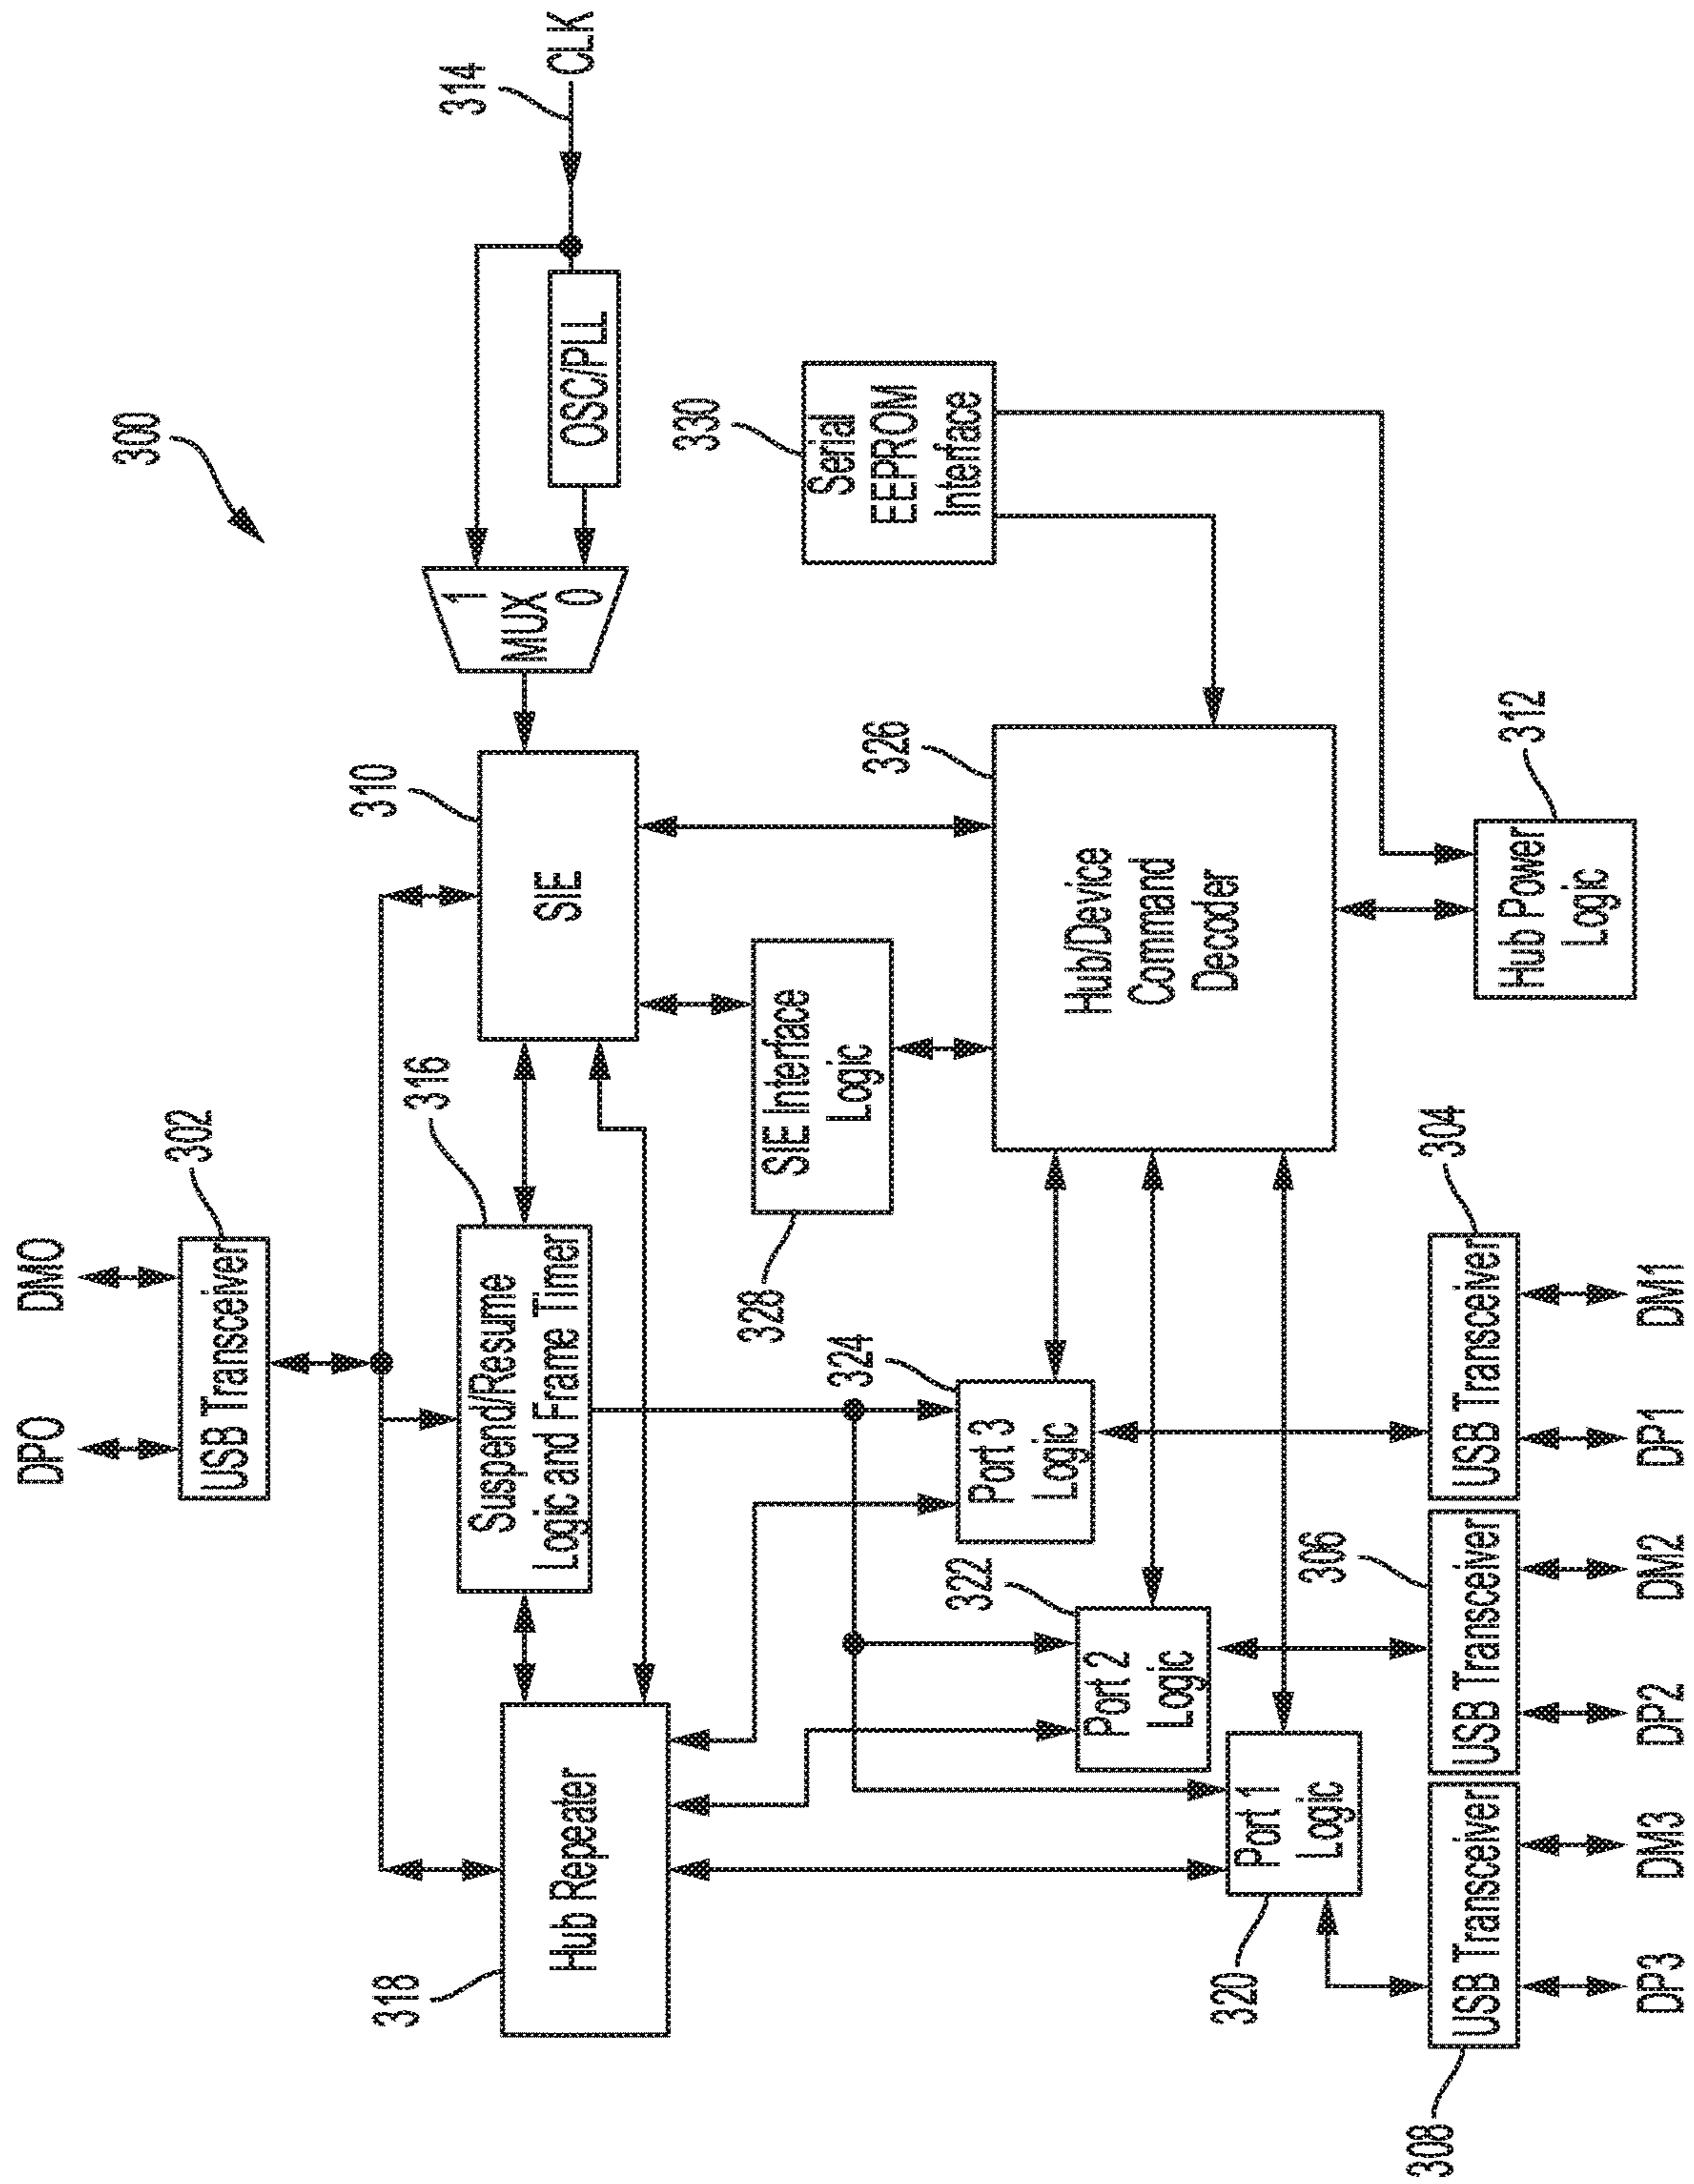 DPO
DMO
300
302
USB Transceiver
318
316
310
314
Hub Repeater
Suspend/Resume
Logic and Frame Timer
SIE
1
MUX
0
OSC/PLL
CLK
328
SIE Interface
Logic
330
Serial
EEPROM
Interface
324
Port 3
Logic
322
Port 2
Logic
320
Port 1
Logic
326
Hub/Device
Command
Decoder
312
Hub Power
Logic
308
USB Transceiver
306
USB Transceiver
304
USB Transceiver
DP3
DM3
DP2
DM2
DP1
DM1